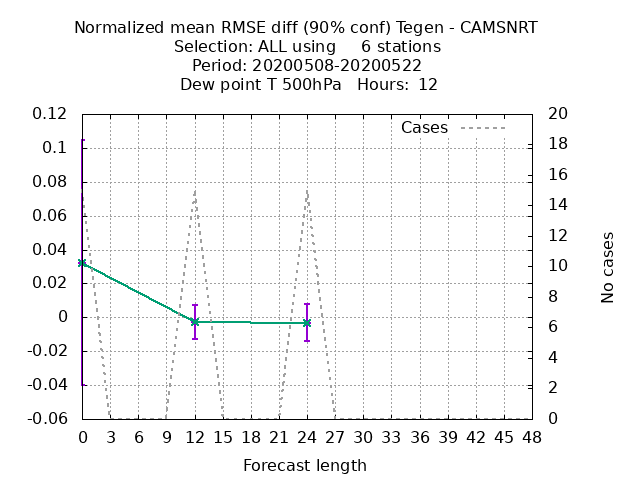 Normalized mean RMSE diff (90% conf) Tegen - CAMSNRT
Selection: ALL using     6 stations
Period: 20200508-20200522
Dew point T 500hPa   Hours:  12
Cases
0.12
0.1
0.08
0.06
0.04
0.02
0
-0.02
-0.04
-0.06
20
18
16
14
12
10
8
6
4
2
0
No cases
0 3 6 9 12 15 18 21 24 27 30 33 36 39 42 45 48
Forecast length